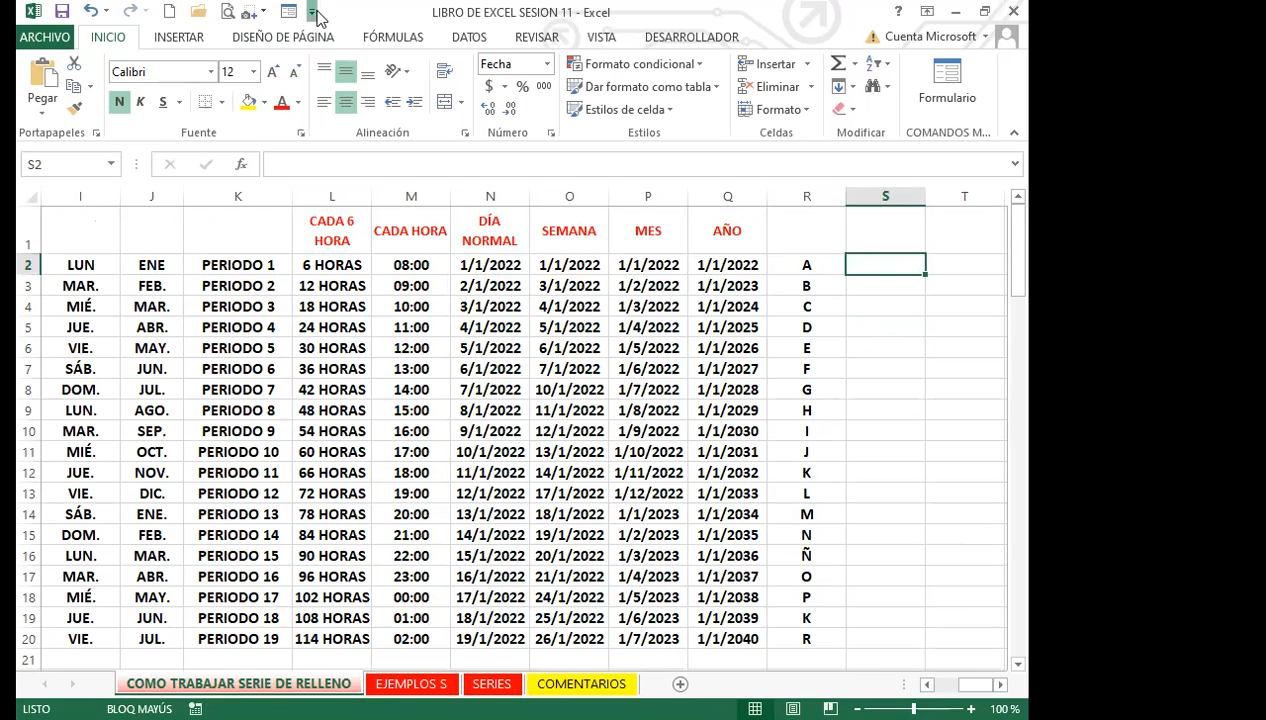 LIBRO DE EXCEL SESION 11 - Excel
ARCHIVO INICIO INSERTAR DISEÑO DE PÁGINA FÓRMULAS DATOS REVISAR VISTA DESARROLLADOR Cuenta Microsoft
Calibri 12 Fecha Formato condicional Insertar
Pegar $ % 000 Dar formato como tabla Eliminar Formulario
N K S Estilos de celda Formato
Portapapeles Fuente Alineación Número Estilos Celdas Modificar COMANDOS M...
S2 fx
I J K L M N O P Q R S T
1 CADA 6 HORA CADA HORA DÍA NORMAL SEMANA MES AÑO
2 LUN ENE PERIODO 1 6 HORAS 08:00 1/1/2022 1/1/2022 1/1/2022 1/1/2022 A
3 MAR. FEB. PERIODO 2 12 HORAS 09:00 2/1/2022 3/1/2022 1/2/2022 1/1/2023 B
4 MIÉ. MAR. PERIODO 3 18 HORAS 10:00 3/1/2022 4/1/2022 1/3/2022 1/1/2024 C
5 JUE. ABR. PERIODO 4 24 HORAS 11:00 4/1/2022 5/1/2022 1/4/2022 1/1/2025 D
6 VIE. MAY. PERIODO 5 30 HORAS 12:00 5/1/2022 6/1/2022 1/5/2022 1/1/2026 E
7 SÁB. JUN. PERIODO 6 36 HORAS 13:00 6/1/2022 7/1/2022 1/6/2022 1/1/2027 F
8 DOM. JUL. PERIODO 7 42 HORAS 14:00 7/1/2022 10/1/2022 1/7/2022 1/1/2028 G
9 LUN. AGO. PERIODO 8 48 HORAS 15:00 8/1/2022 11/1/2022 1/8/2022 1/1/2029 H
10 MAR. SEP. PERIODO 9 54 HORAS 16:00 9/1/2022 12/1/2022 1/9/2022 1/1/2030 I
11 MIÉ. OCT. PERIODO 10 60 HORAS 17:00 10/1/2022 13/1/2022 1/10/2022 1/1/2031 J
12 JUE. NOV. PERIODO 11 66 HORAS 18:00 11/1/2022 14/1/2022 1/11/2022 1/1/2032 K
13 VIE. DIC. PERIODO 12 72 HORAS 19:00 12/1/2022 17/1/2022 1/12/2022 1/1/2033 L
14 SÁB. ENE. PERIODO 13 78 HORAS 20:00 13/1/2022 18/1/2022 1/1/2023 1/1/2034 M
15 DOM. FEB. PERIODO 14 84 HORAS 21:00 14/1/2022 19/1/2022 1/2/2023 1/1/2035 N
16 LUN. MAR. PERIODO 15 90 HORAS 22:00 15/1/2022 20/1/2022 1/3/2023 1/1/2036 Ñ
17 MAR. ABR. PERIODO 16 96 HORAS 23:00 16/1/2022 21/1/2022 1/4/2023 1/1/2037 O
18 MIÉ. MAY. PERIODO 17 102 HORAS 00:00 17/1/2022 24/1/2022 1/5/2023 1/1/2038 P
19 JUE. JUN. PERIODO 18 108 HORAS 01:00 18/1/2022 25/1/2022 1/6/2023 1/1/2039 K
20 VIE. JUL. PERIODO 19 114 HORAS 02:00 19/1/2022 26/1/2022 1/7/2023 1/1/2040 R
21
COMO TRABAJAR SERIE DE RELLENO EJEMPLOS S SERIES COMENTARIOS
LISTO BLOQ MAYÚS 100 %